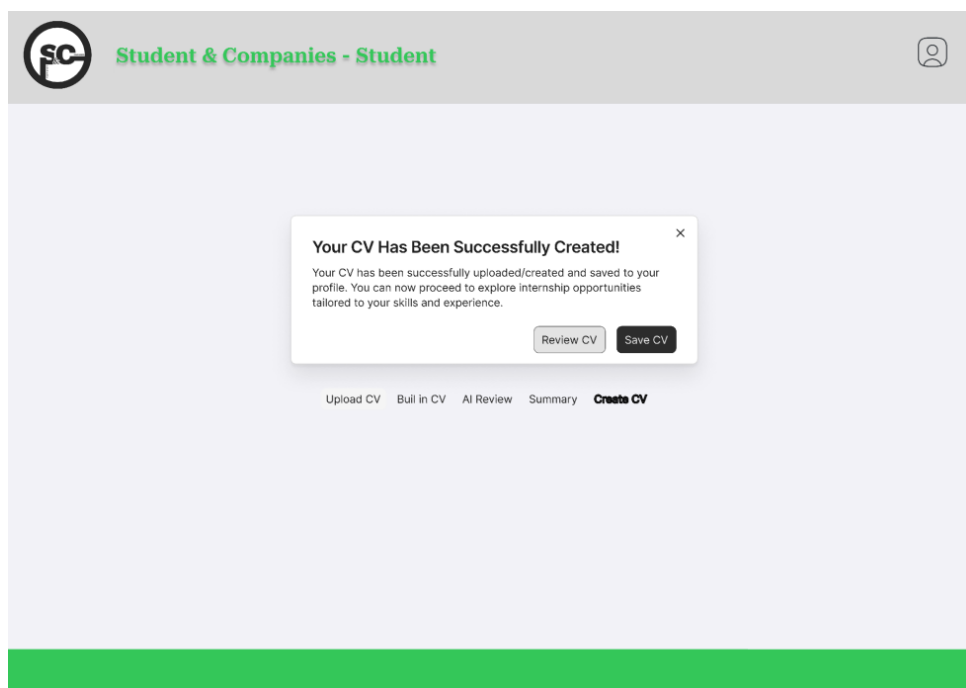 S&C
Student & Companies - Student
Your CV Has Been Successfully Created!
Your CV has been successfully uploaded/created and saved to your
profile. You can now proceed to explore internship opportunities
tailored to your skills and experience.
Review CV Save CV
Upload CV Buil in CV AI Review Summary Create CV